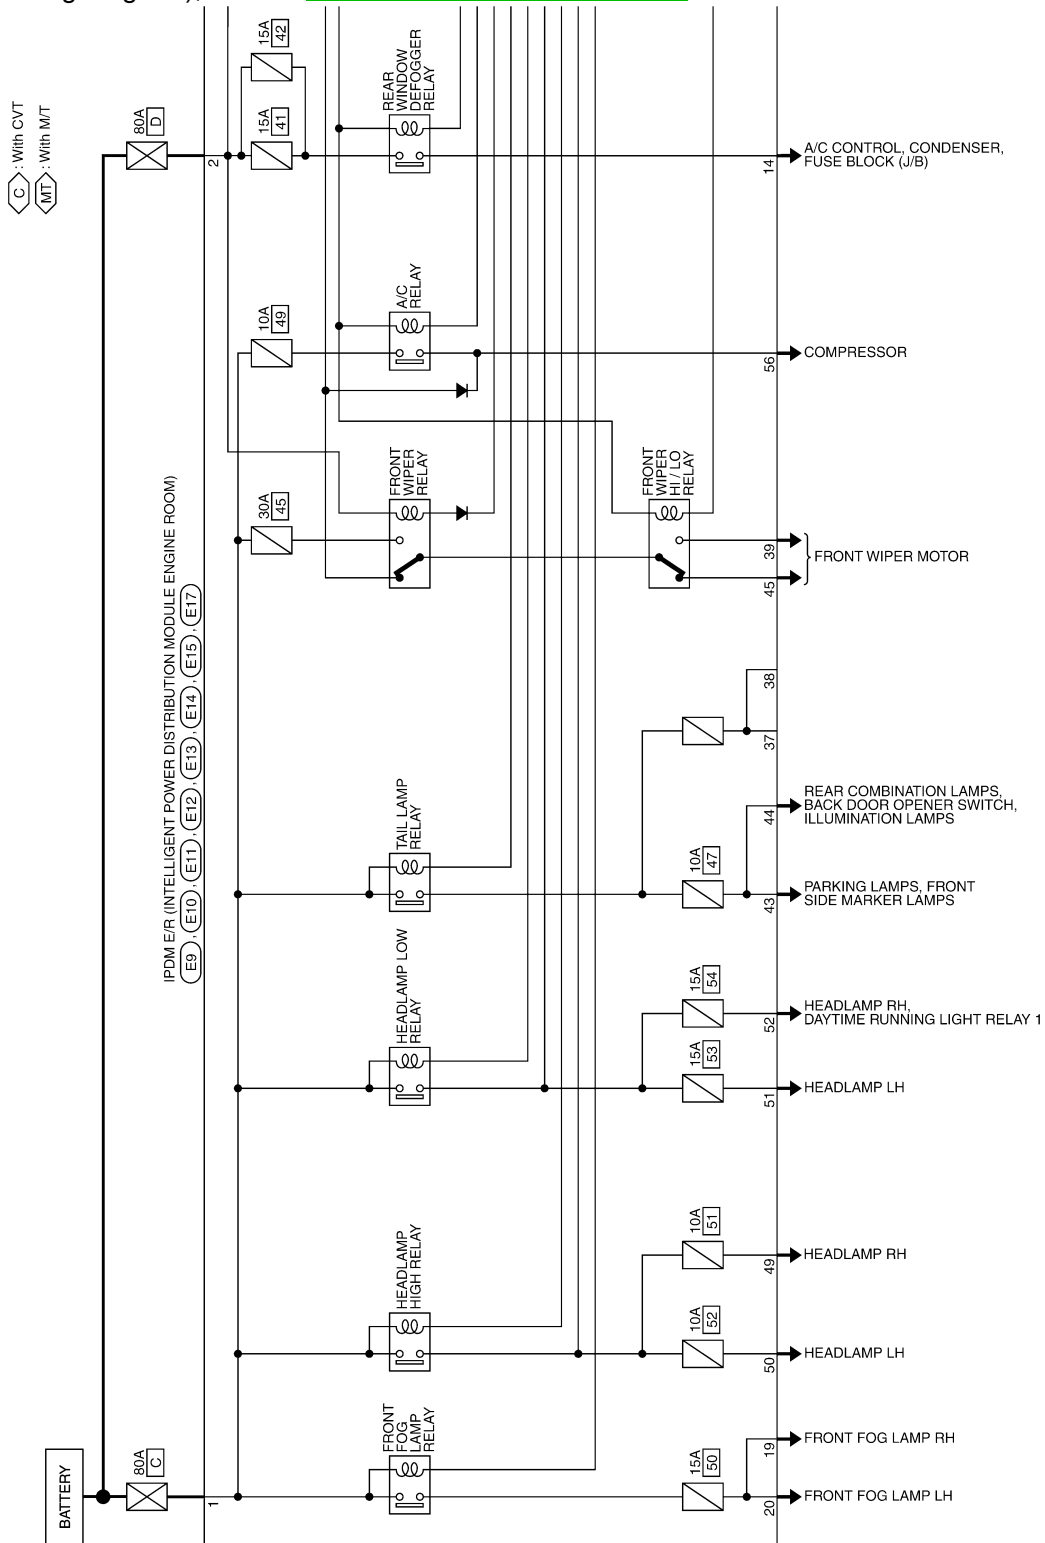 15A
42
C : With CVT
MT : With M/T
80A
D
2
15A
41
REAR
WINDOW
DEFOGGER
RELAY
14
A/C CONTROL, CONDENSER,
FUSE BLOCK (J/B)
10A
49
A/C
RELAY
56
COMPRESSOR
30A
45
FRONT
WIPER
RELAY
FRONT
WIPER
HI / LO
RELAY
39
45
FRONT WIPER MOTOR
IPDM E/R (INTELLIGENT POWER DISTRIBUTION MODULE ENGINE ROOM)
E9 , E10 , E11 , E12 , E13 , E14 , E15 , E17
38
37
TAIL LAMP
RELAY
44
REAR COMBINATION LAMPS,
BACK DOOR OPENER SWITCH,
ILLUMINATION LAMPS
10A
47
43
PARKING LAMPS, FRONT
SIDE MARKER LAMPS
HEADLAMP LOW
RELAY
15A
54
52
HEADLAMP RH,
DAYTIME RUNNING LIGHT RELAY 1
15A
53
51
HEADLAMP LH
HEADLAMP
HIGH RELAY
10A
51
49
HEADLAMP RH
10A
52
50
HEADLAMP LH
FRONT
FOG
LAMP
RELAY
19
FRONT FOG LAMP RH
BATTERY
80A
C
1
15A
50
20
FRONT FOG LAMP LH